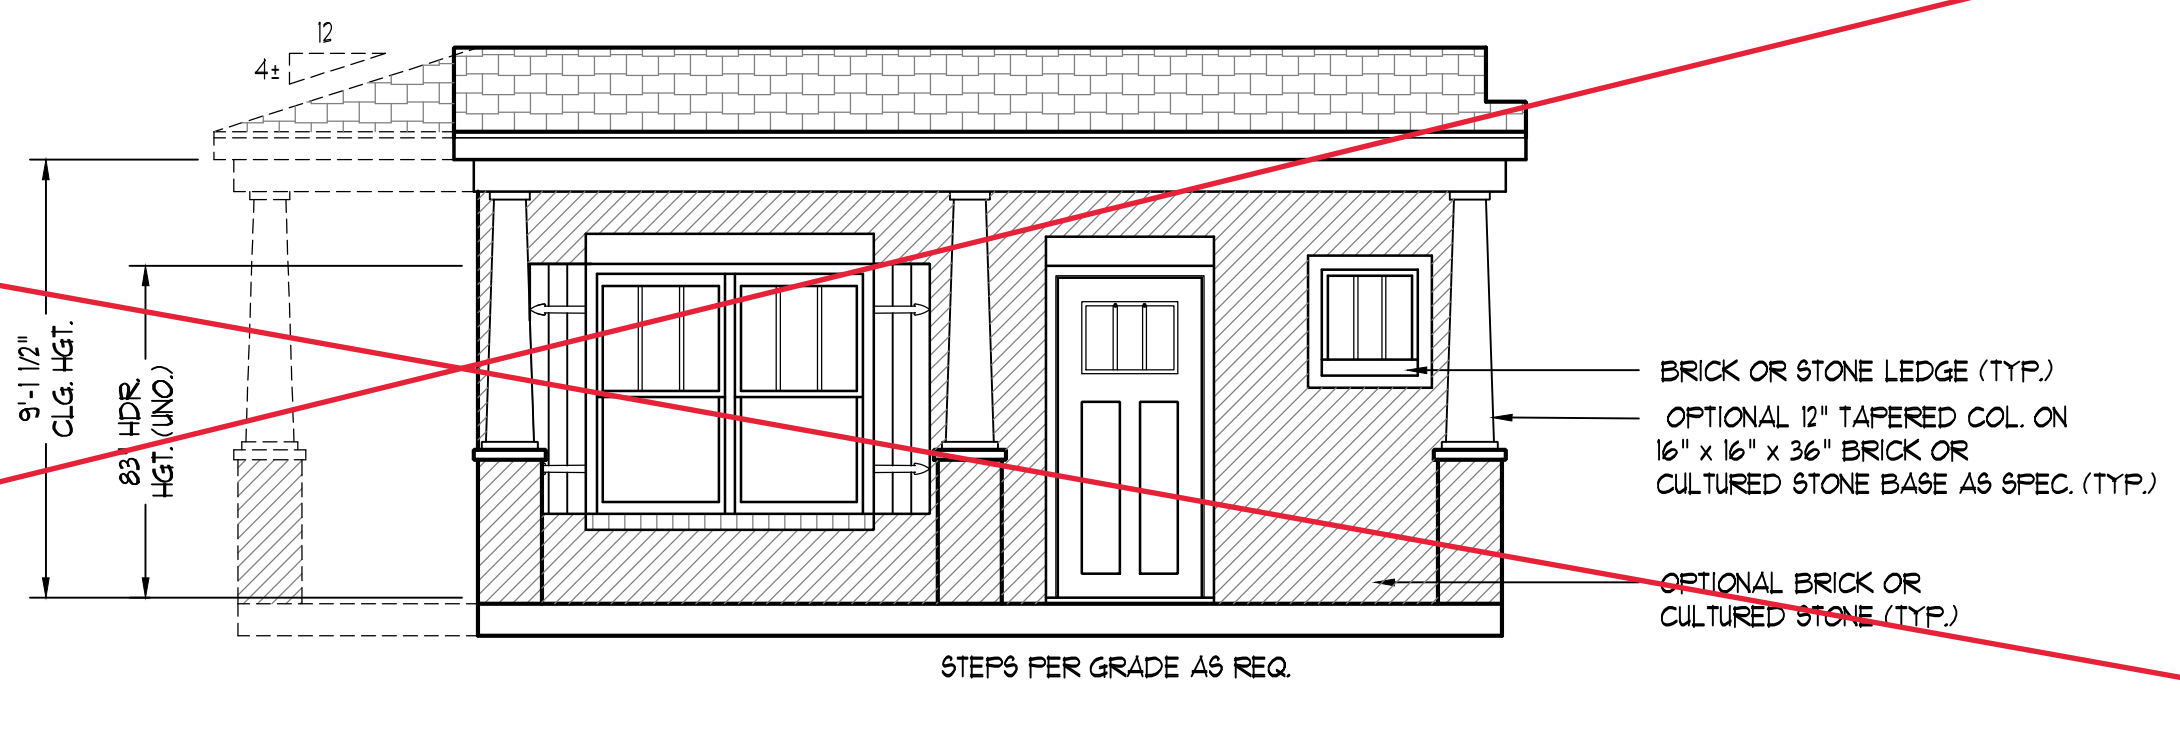 12
4±
9'-1 1/2"
CLG. HGT.
83" HDR.
HGT. (UNO.)
BRICK OR STONE LEDGE (TYP.)
OPTIONAL 12" TAPERED COL. ON
16" x 16" x 36" BRICK OR
CULTURED STONE BASE AS SPEC. (TYP.)
OPTIONAL BRICK OR
CULTURED STONE (TYP.)
STEPS PER GRADE AS REQ.